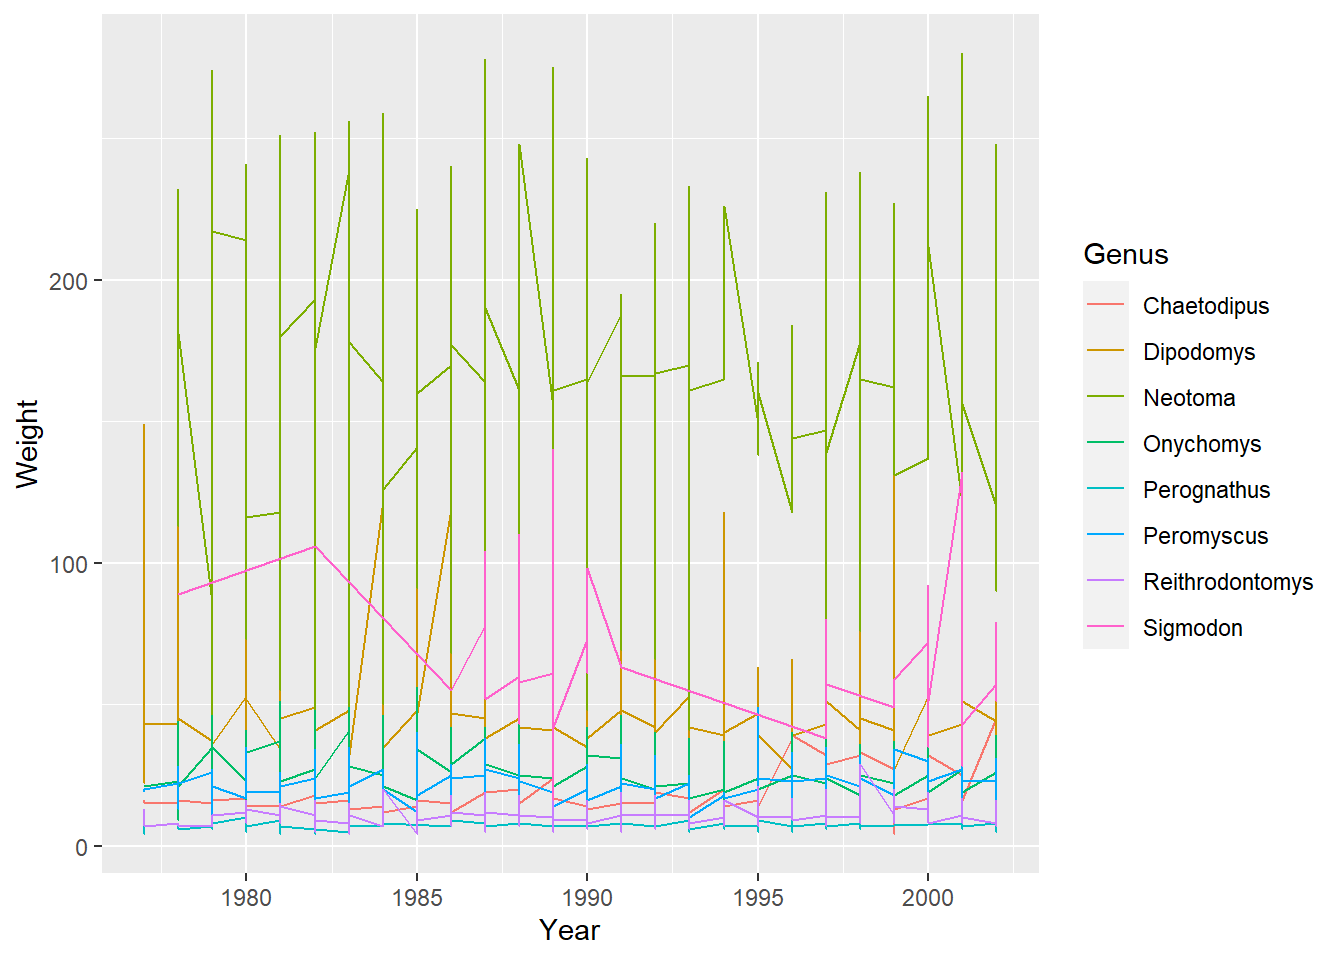 Weight
200
100
0
1980
1985
1990
1995
2000
Year
Genus
Chaetodipus
Dipodomys
Neotoma
Onychomys
Perognathus
Peromyscus
Reithrodontomys
Sigmodon